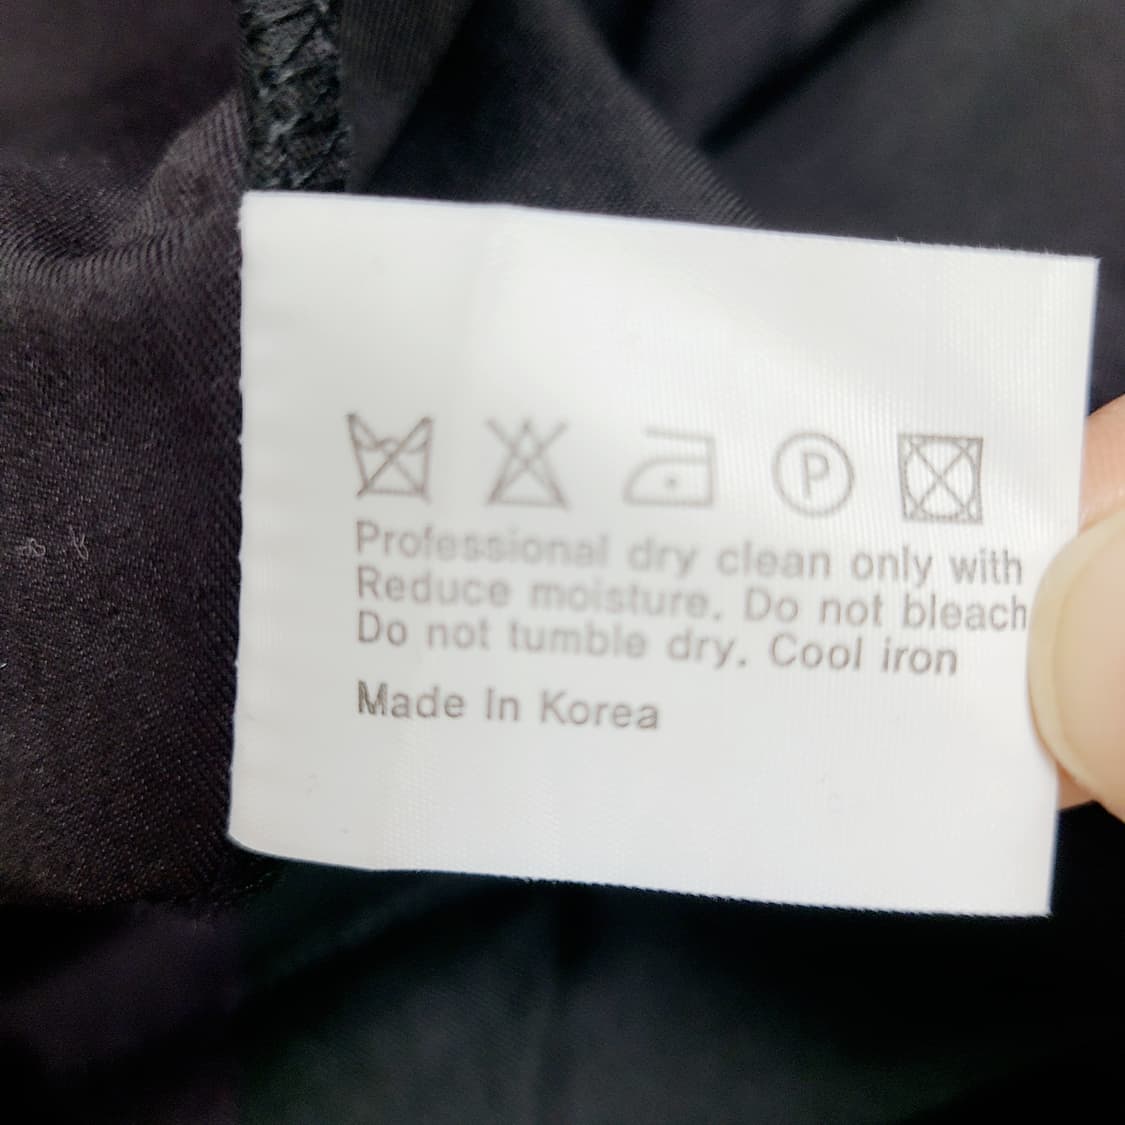 P
Professional dry clean only with
Reduce moisture. Do not bleach
Do not tumble dry. Cool iron
Made In Korea